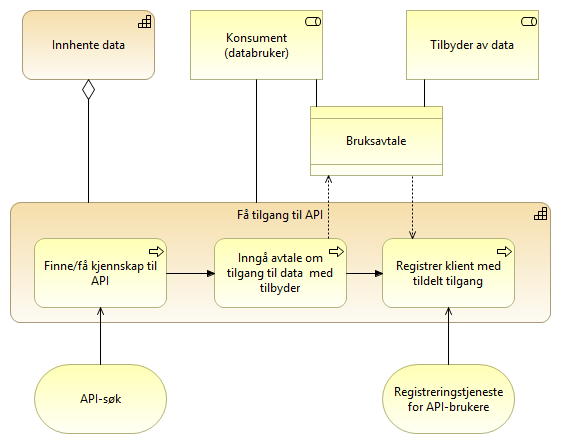 Innhente data
Konsument
(databruker)
Tilbyder av data
Bruksavtale
Få tilgang til API
Finne/få kjennskap til
API
Inngå avtale om
tilgang til data  med
tilbyder
Registrer klient med
tildelt tilgang
API-søk
Registreringstjeneste
for API-brukere